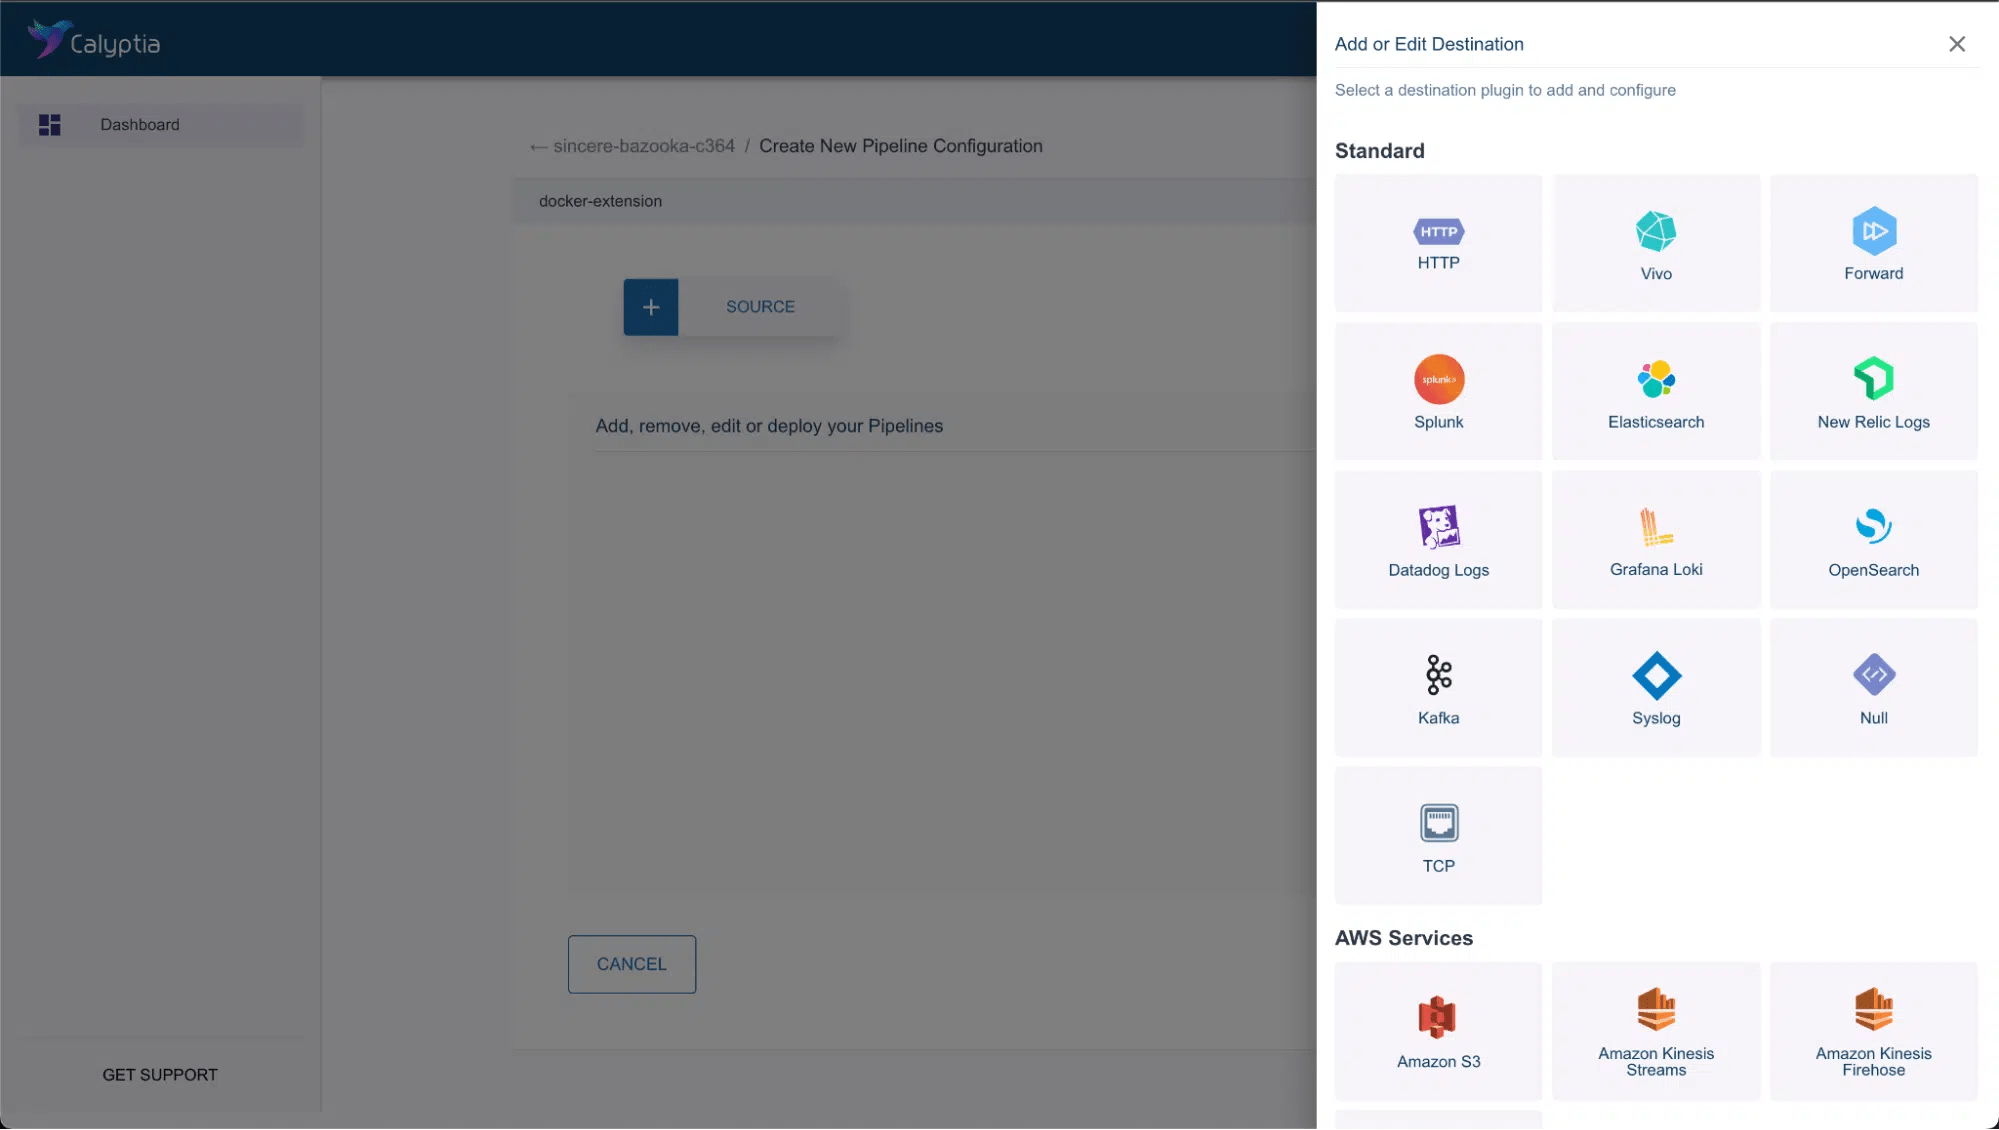 Calyptia
Dashboard
← sincere-bazooka-c364 / Create New Pipeline Configuration
docker-extension
+ SOURCE
Add, remove, edit or deploy your Pipelines
CANCEL
GET SUPPORT
Add or Edit Destination
Select a destination plugin to add and configure
Standard
HTTP
HTTP
Vivo
Forward
splunk>
Splunk
Elasticsearch
New Relic Logs
Datadog Logs
Grafana Loki
OpenSearch
Kafka
Syslog
Null
TCP
AWS Services
Amazon S3
Amazon Kinesis
Streams
Amazon Kinesis
Firehose